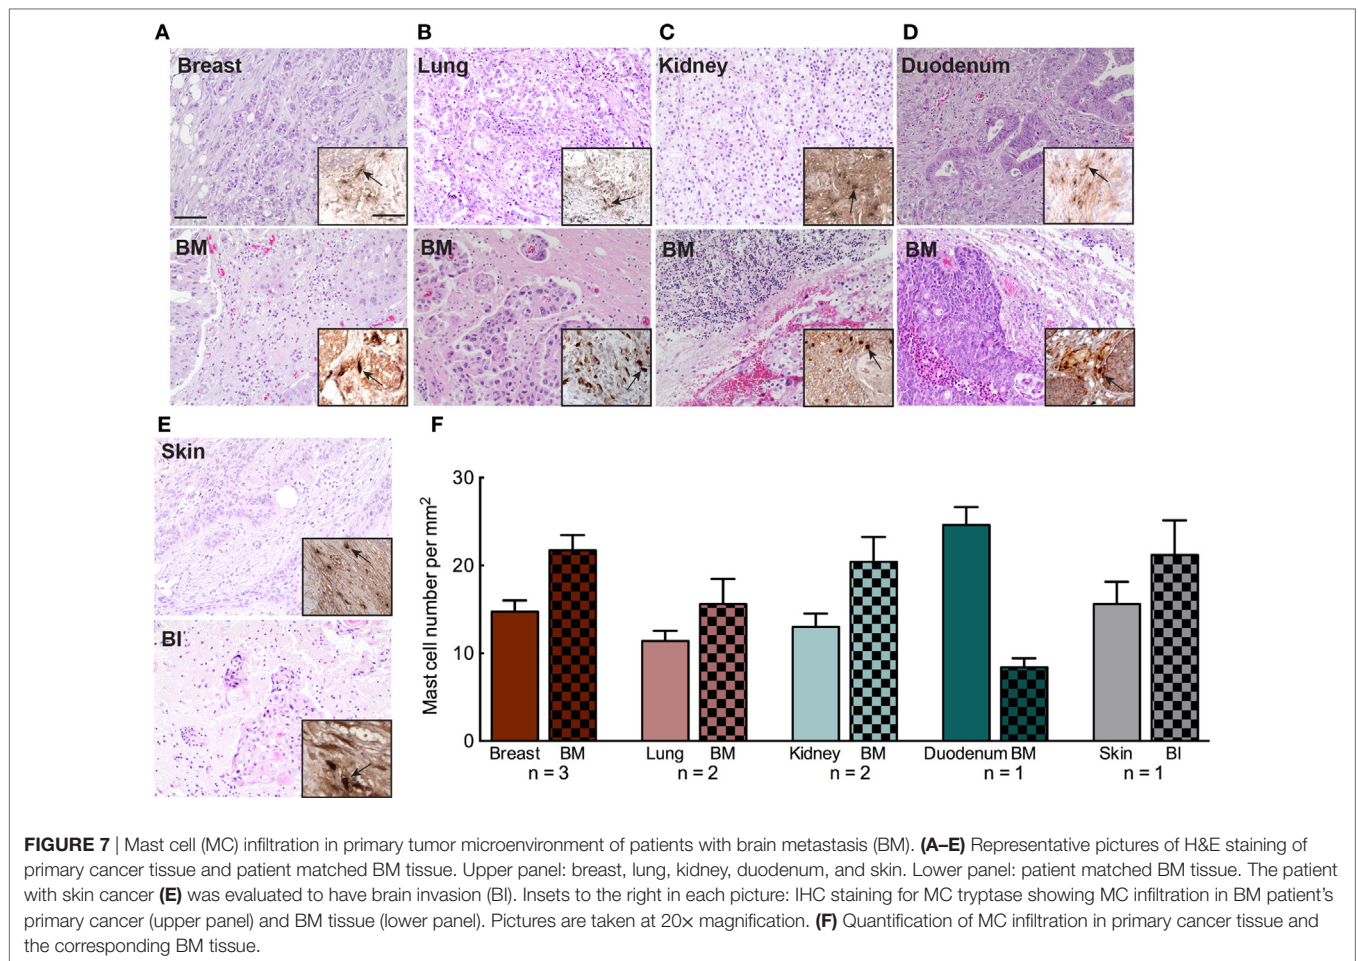 A
B
C
D
Breast
Lung
Kidney
Duodenum
BM
BM
BM
BM
E
F
Skin
BI
Mast cell number per mm2
30
20
10
0
Breast BM Lung BM Kidney BM Duodenum BM Skin BI
n = 3 n = 2 n = 2 n = 1 n = 1
FIGURE 7 | Mast cell (MC) infiltration in primary tumor microenvironment of patients with brain metastasis (BM). (A–E) Representative pictures of H&E staining of
primary cancer tissue and patient matched BM tissue. Upper panel: breast, lung, kidney, duodenum, and skin. Lower panel: patient matched BM tissue. The patient
with skin cancer (E) was evaluated to have brain invasion (BI). Insets to the right in each picture: IHC staining for MC tryptase showing MC infiltration in BM patient's
primary cancer (upper panel) and BM tissue (lower panel). Pictures are taken at 20× magnification. (F) Quantification of MC infiltration in primary cancer tissue and
the corresponding BM tissue.